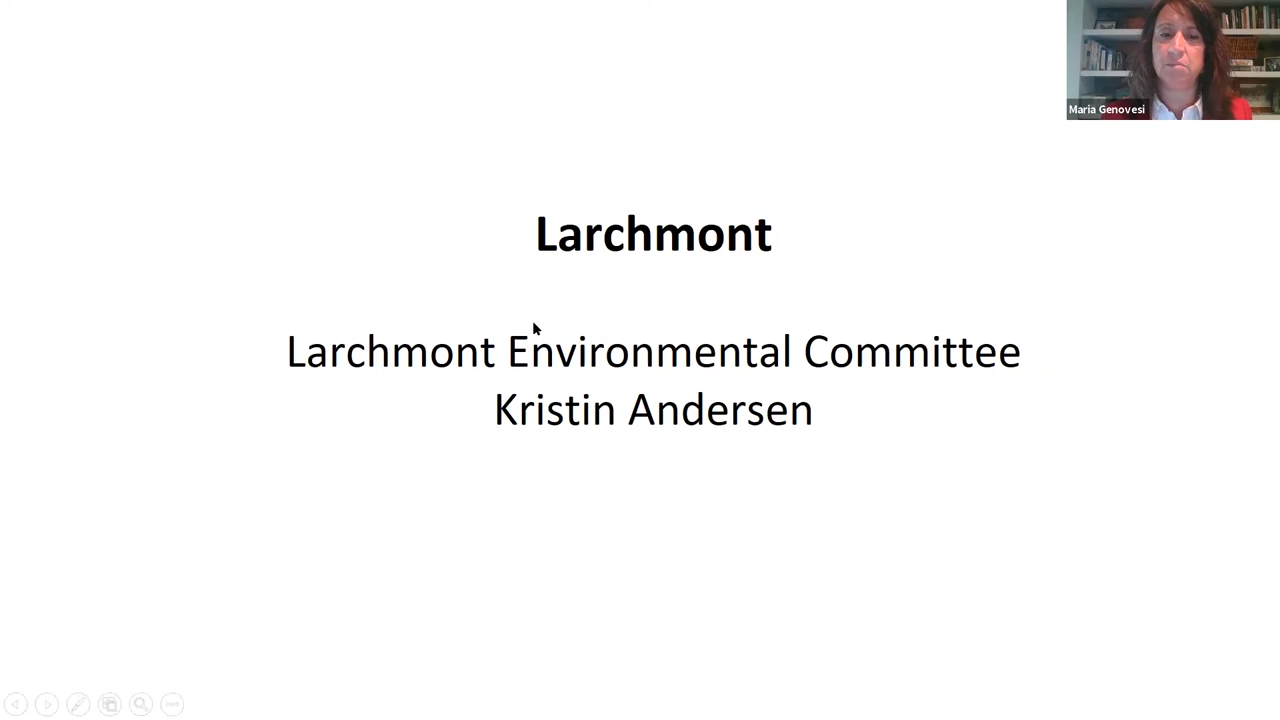 Maria Genovesi
Larchmont
Larchmont Environmental Committee
Kristin Andersen